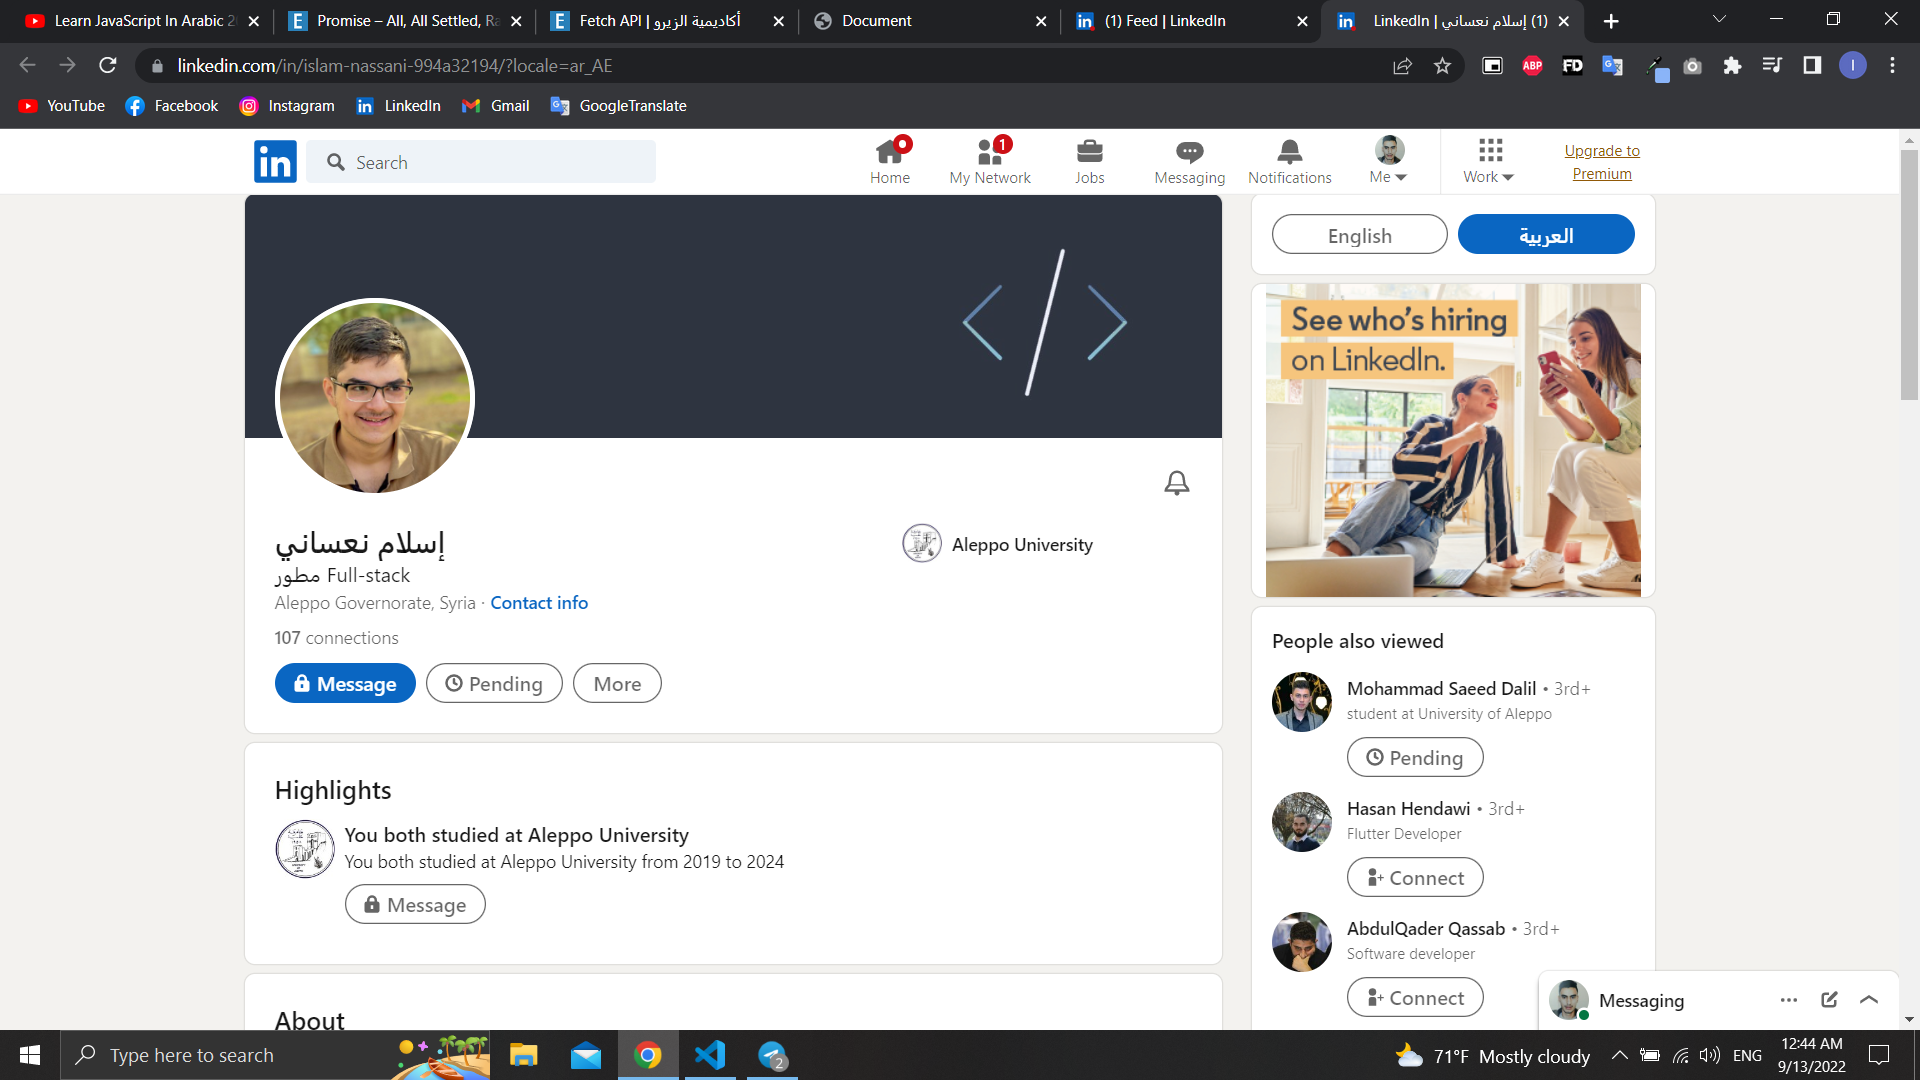 Learn JavaScript In Arabic 2
Promise – All, All Settled, Ra
Fetch API | أكاديمية الزيرو
Document
(1) Feed | LinkedIn
(1) إسلام نعساني | LinkedIn
linkedin.com/in/islam-nassani-994a32194/?locale=ar_AE
ABP
FD
I
YouTube
Facebook
Instagram
LinkedIn
Gmail
GoogleTranslate
in
Search
Home
1
My Network
Jobs
Messaging
Notifications
Me
Work
Upgrade to
Premium
English
العربية
See who's hiring
on LinkedIn.
إسلام نعساني
مطور Full-stack
Aleppo Governorate, Syria · Contact info
107 connections
Message
Pending
More
Aleppo University
Highlights
You both studied at Aleppo University
You both studied at Aleppo University from 2019 to 2024
Message
About
People also viewed
Mohammad Saeed Dalil • 3rd+
student at University of Aleppo
Pending
Hasan Hendawi • 3rd+
Flutter Developer
Connect
AbdulQader Qassab • 3rd+
Software developer
Connect
Messaging
Type here to search
2
71°F Mostly cloudy
ENG
12:44 AM
9/13/2022